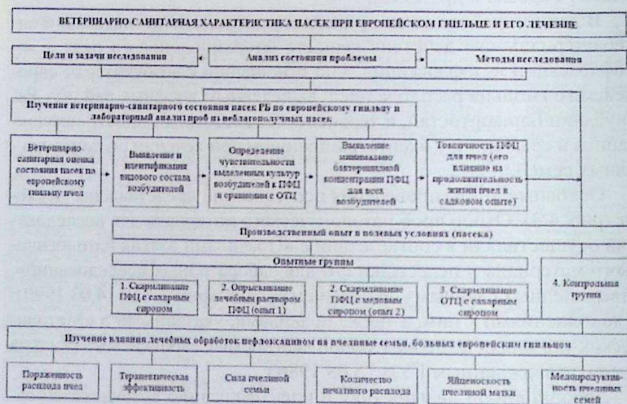 ВЕТЕРИНАРНО САНИТАРНАЯ ХАРАКТЕРИСТИКА ПАСЕК ПРИ ЕВРОПЕЙСКОМ ГНИЛЬЦЕ И ЕГО ЛЕЧЕНИЕ
Цели и задачи исследования
Анализ состояния проблемы
Методы исследования
Изучение ветеринарно-санитарного состояния пасек РБ по европейскому гнильцу и
лабораторный анализ проб из неблагополучных пасек
Ветеринарно-
санитарная оценка
состояния пасек по
европейскому
гнильцу пчел
Выявление и
идентификация
видового состава
возбудителей
Определение
чувствительности
выделенных культур
возбудителей к ПФЦ
в сравнении с ОТЦ
Выявление
минимально
бактерицидной
концентрации ПФЦ
для всех
возбудителей
Токсичность ПФЦ
для пчел (его
влияние на
продолжительность
жизни пчел в
садковом опыте)
Производственный опыт в полевых условиях (пасека)
Опытные группы
1. Скармливание
ПФЦ с сахарным
сиропом
2. Опрыскивание
лечебным раствором
ПФЦ (опыт 1)
2. Скармливание
ПФЦ с медовым
сиропом (опыт 2)
3. Скармливание
ОТЦ с сахарным
сиропом
4. Контрольная
группа
Изучение влияния лечебных обработок пефлоксацином на пчелиные семьи, больных европейским гнильцом
Пораженность
расплода пчел
Терапевтическая
эффективность
Сила пчелиной
семьи
Количество
печатного расплода
Яйценоскость
пчелиной матки
Медопродуктив-
ность пчелиных
семей